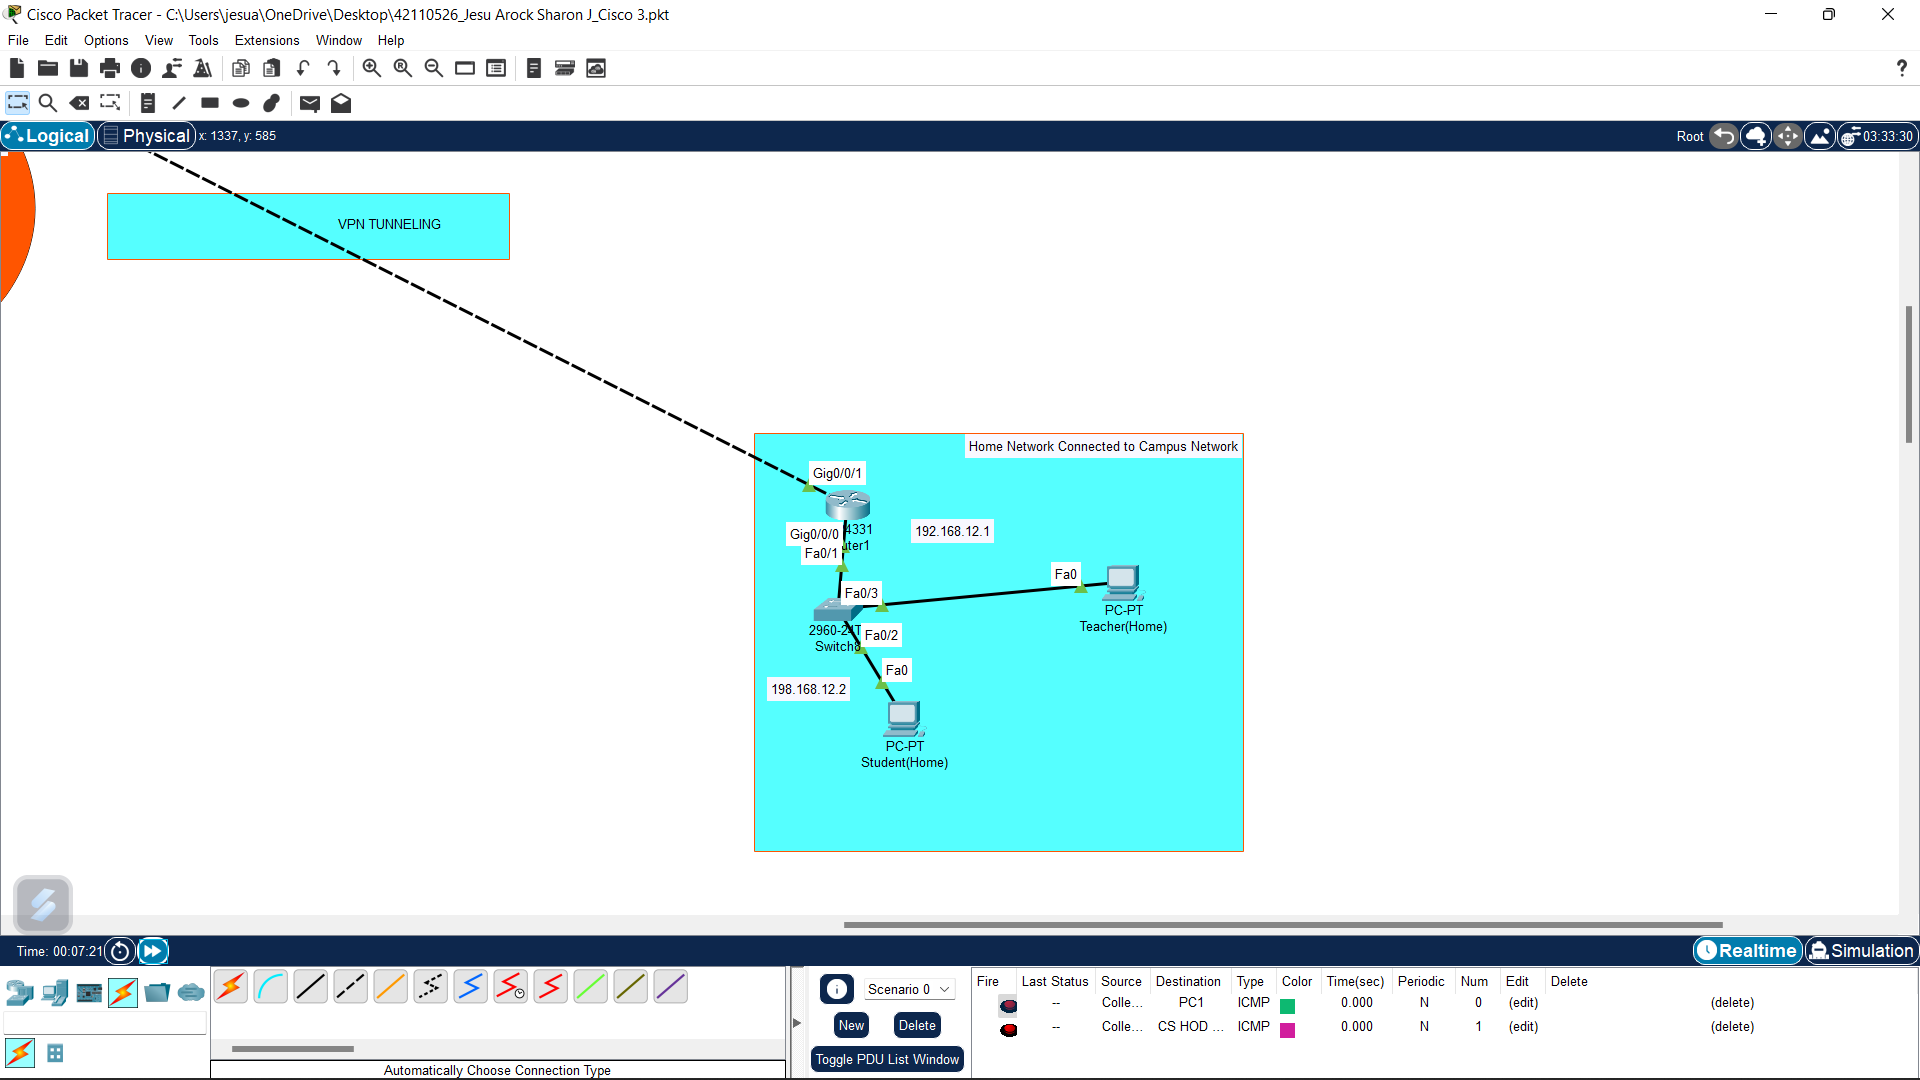 Cisco Packet Tracer - C:\Users\jesua\OneDrive\Desktop\42110526_Jesu Arock Sharon J_Cisco 3.pkt
File Edit Options View Tools Extensions Window Help
?
Logical Physical x: 1337, y: 585
Root 03:33:30
VPN TUNNELING
Home Network Connected to Campus Network
Gig0/0/1
4331
Gig0/0/0
192.168.12.1
Fa0/1
Fa0
Fa0/3
PC-PT
Teacher(Home)
2960-24T
Fa0/2
Switch8
Fa0
198.168.12.2
PC-PT
Student(Home)
Time: 00:07:21
Realtime Simulation
Scenario 0
New Delete
Toggle PDU List Window
Fire Last Status Source Destination Type Color Time(sec) Periodic Num Edit Delete
-- Colle... PC1 ICMP 0.000 N 0 (edit) (delete)
-- Colle... CS HOD ... ICMP 0.000 N 1 (edit) (delete)
Automatically Choose Connection Type